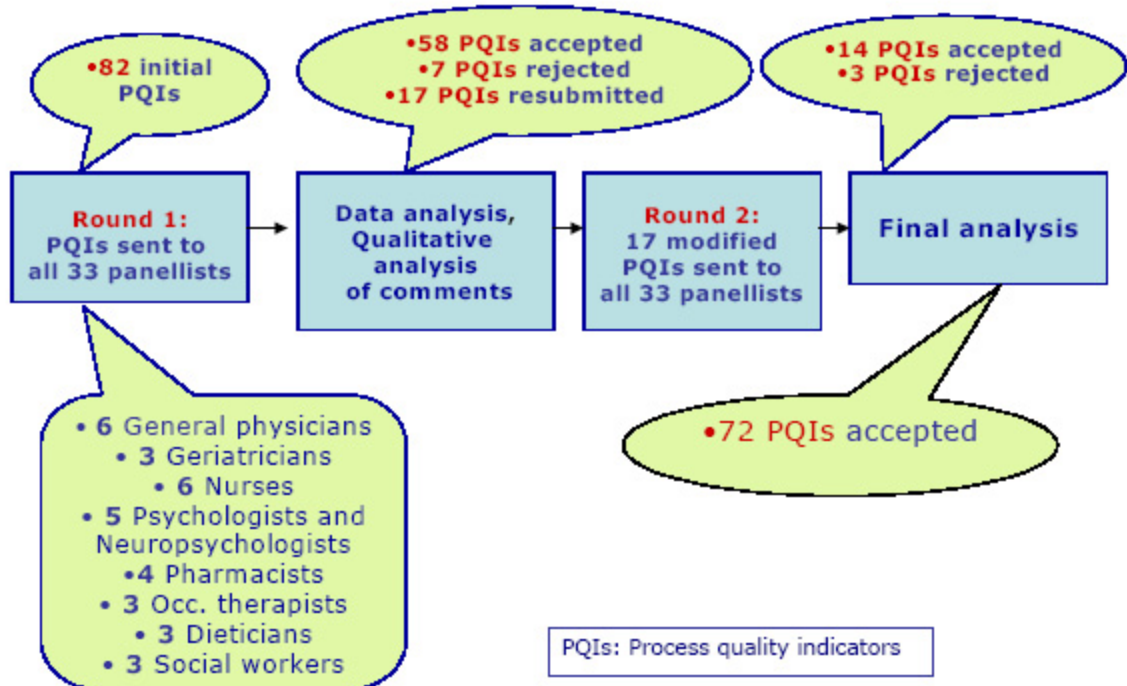 •82 initial
PQIs
•58 PQIs accepted
•7 PQIs rejected
•17 PQIs resubmitted
•14 PQIs accepted
•3 PQIs rejected
Round 1:
PQIs sent to
all 33 panellists
Data analysis,
Qualitative
analysis
of comments
Round 2:
17 modified
PQIs sent to
all 33 panellists
Final analysis
• 6 General physicians
• 3 Geriatricians
• 6 Nurses
• 5 Psychologists and
Neuropsychologists
•4 Pharmacists
• 3 Occ. therapists
• 3 Dieticians
• 3 Social workers
•72 PQIs accepted
PQIs: Process quality indicators